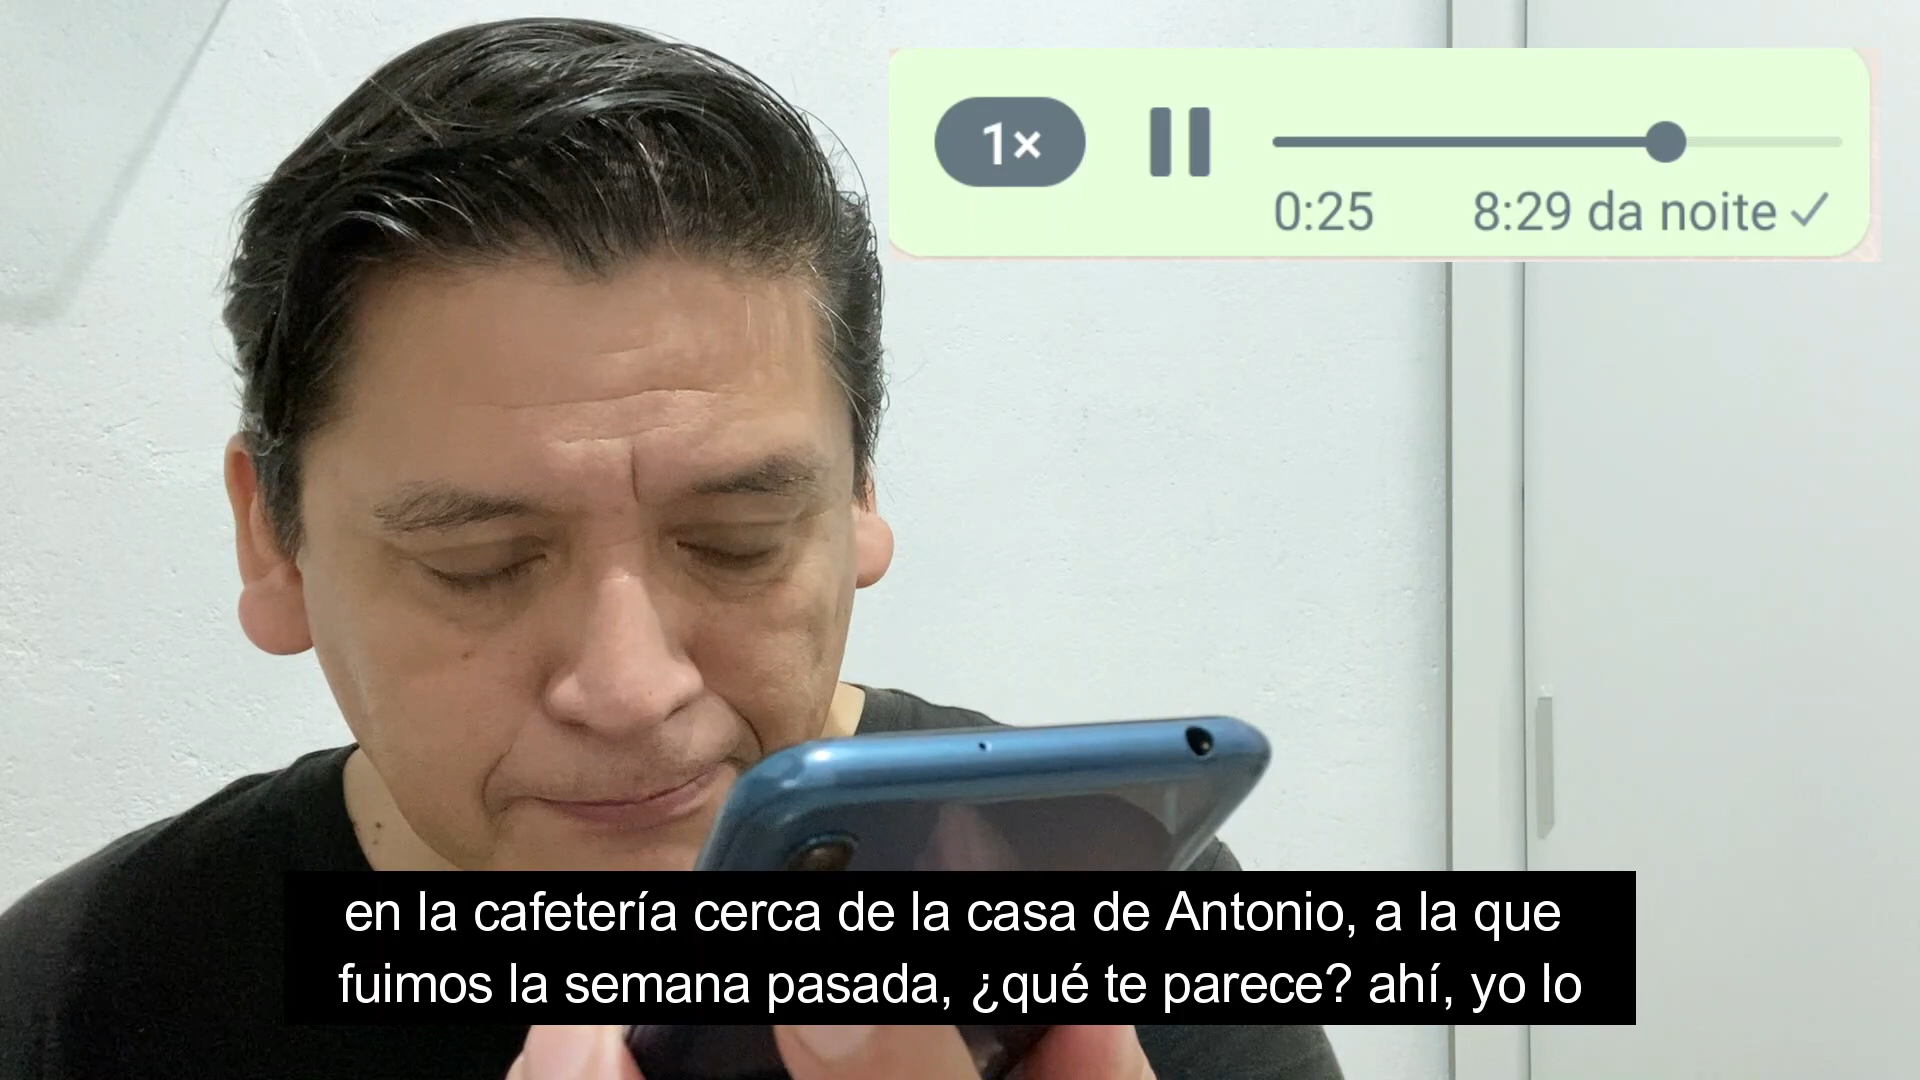 1×
0:25 8:29 da noite
en la cafetería cerca de la casa de Antonio, a la que
fuimos la semana pasada, ¿qué te parece? ahí, yo lo